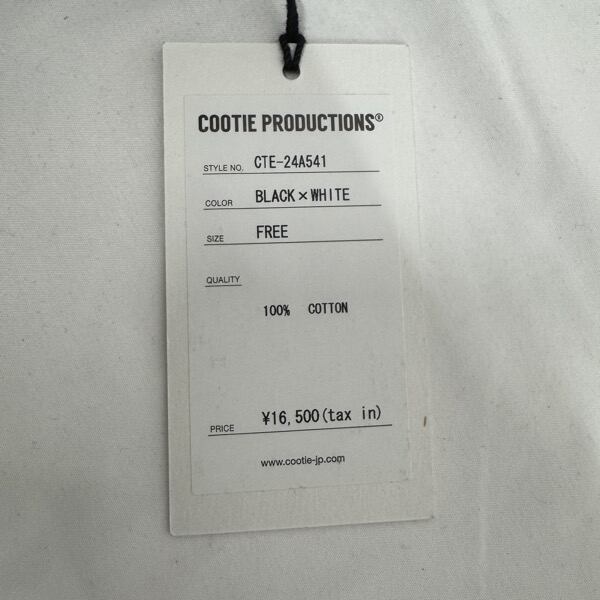 COOTIE PRODUCTIONS®
STYLE NO. CTE-24A541
COLOR BLACK×WHITE
SIZE FREE
QUALITY
100% COTTON
PRICE ¥16,500(tax in)
www.cootie-jp.com